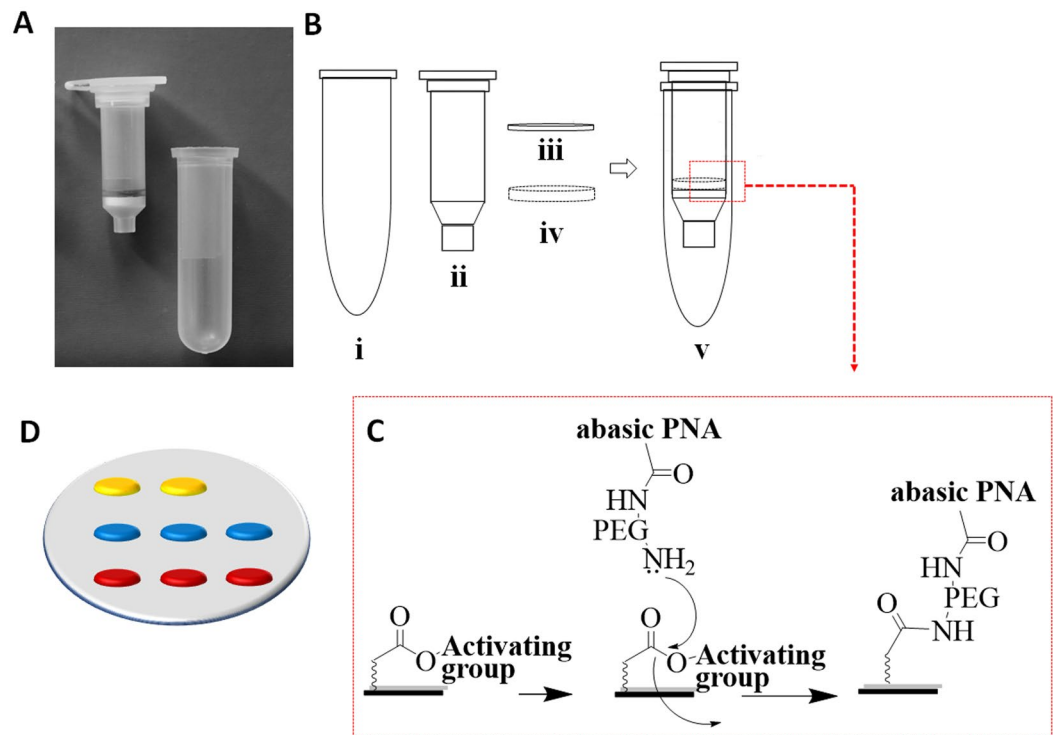 A
B
i
ii
iii
iv
v
D
C
O
O
Activating
group
abasic PNA
O
HN
PEG
NH2
O
O
Activating
group
abasic PNA
O
HN
PEG
O
NH